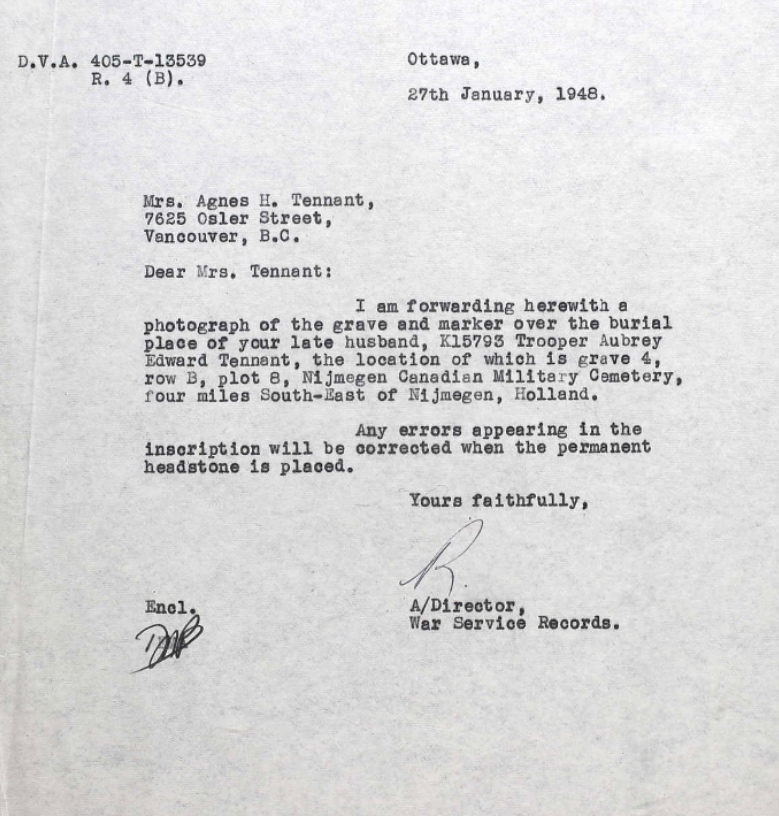 D.V.A. 405-T-13539
R. 4 (B).
Ottawa,
27th January, 1948.
Mrs. Agnes H. Tennant,
7625 Osler Street,
Vancouver, B.C.
Dear Mrs. Tennant:
I am forwarding herewith a
photograph of the grave and marker over the burial
place of your late husband, K15793 Trooper Aubrey
Edward Tennant, the location of which is grave 4,
row B, plot 8, Nijmegen Canadian Military Cemetery,
four miles South-East of Nijmegen, Holland.
Any errors appearing in the
inscription will be corrected when the permanent
headstone is placed.
Yours faithfully,
R.
A/Director,
War Service Records.
Encl.